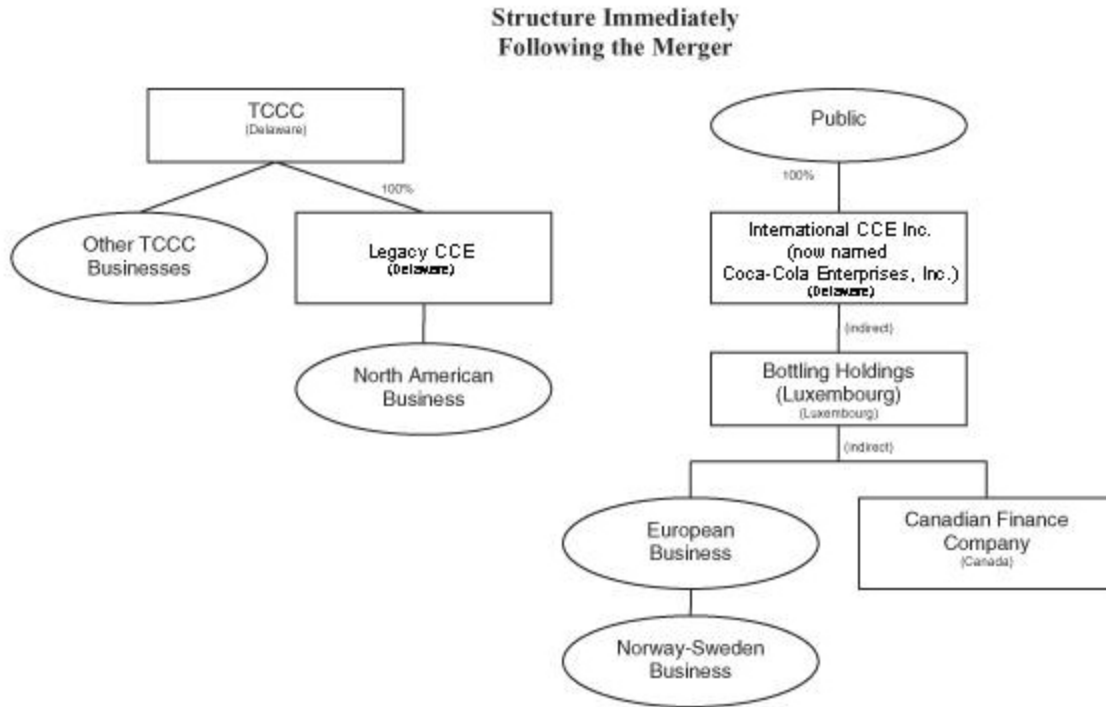 Structure Immediately
Following the Merger
TCCC
(Delaware)
100%
Other TCCC
Businesses
Legacy CCE
(Delaware)
North American
Business
Public
100%
International CCE Inc.
(now named
Coca-Cola Enterprises, Inc.)
(Delaware)
(indirect)
Bottling Holdings
(Luxembourg)
(Luxembourg)
(indirect)
European
Business
Canadian Finance
Company
(Canada)
Norway-Sweden
Business